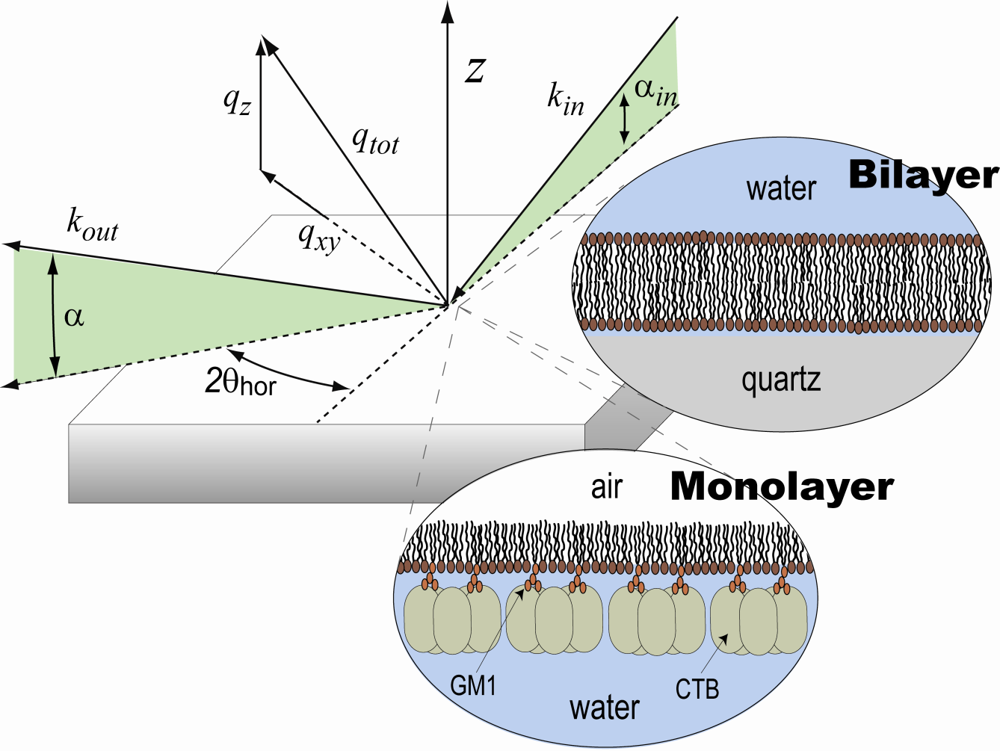 z
k_in
α_in
q_z
q_tot
water
Bilayer
k_out
q_xy
α
2θ_hor
quartz
air
Monolayer
GM1
CTB
water